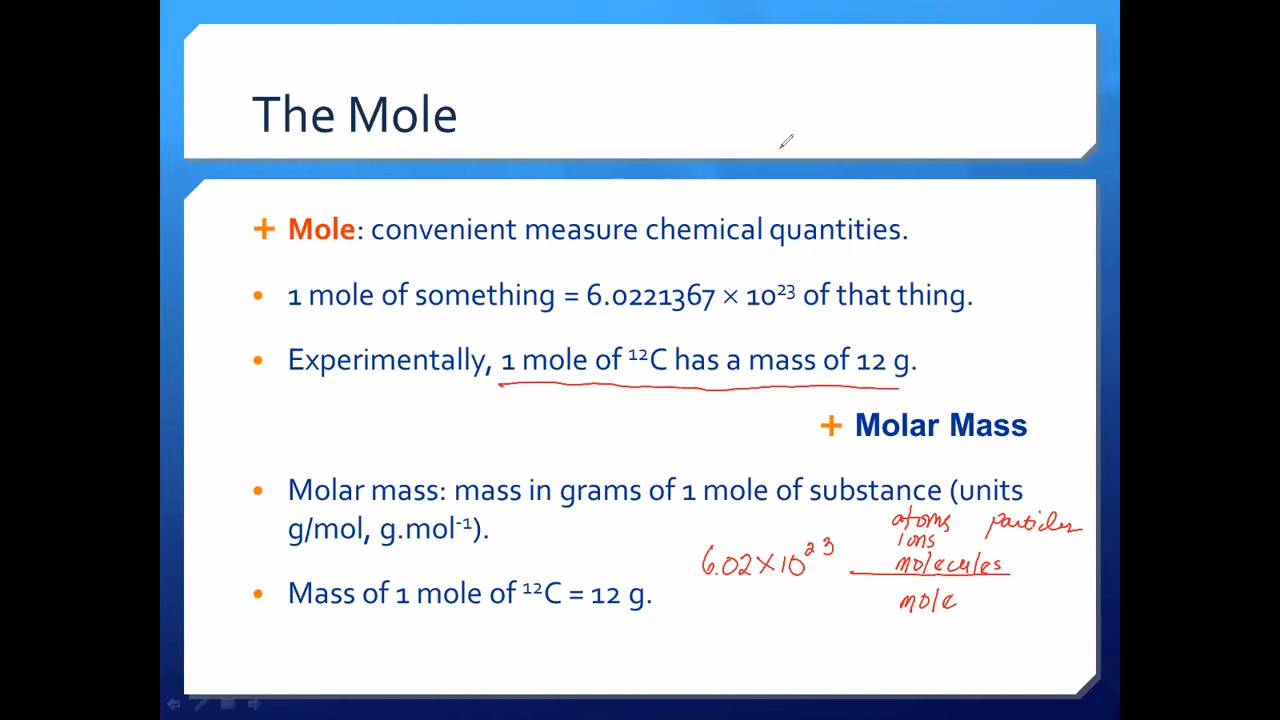 The Mole
+ Mole: convenient measure chemical quantities.
• 1 mole of something = 6.0221367 × 10²³ of that thing.
• Experimentally, 1 mole of ¹²C has a mass of 12 g.
+ Molar Mass
• Molar mass: mass in grams of 1 mole of substance (units
g/mol, g.mol⁻¹).
atoms particles
ions
6.02×10²³ molecules
mole
• Mass of 1 mole of ¹²C = 12 g.